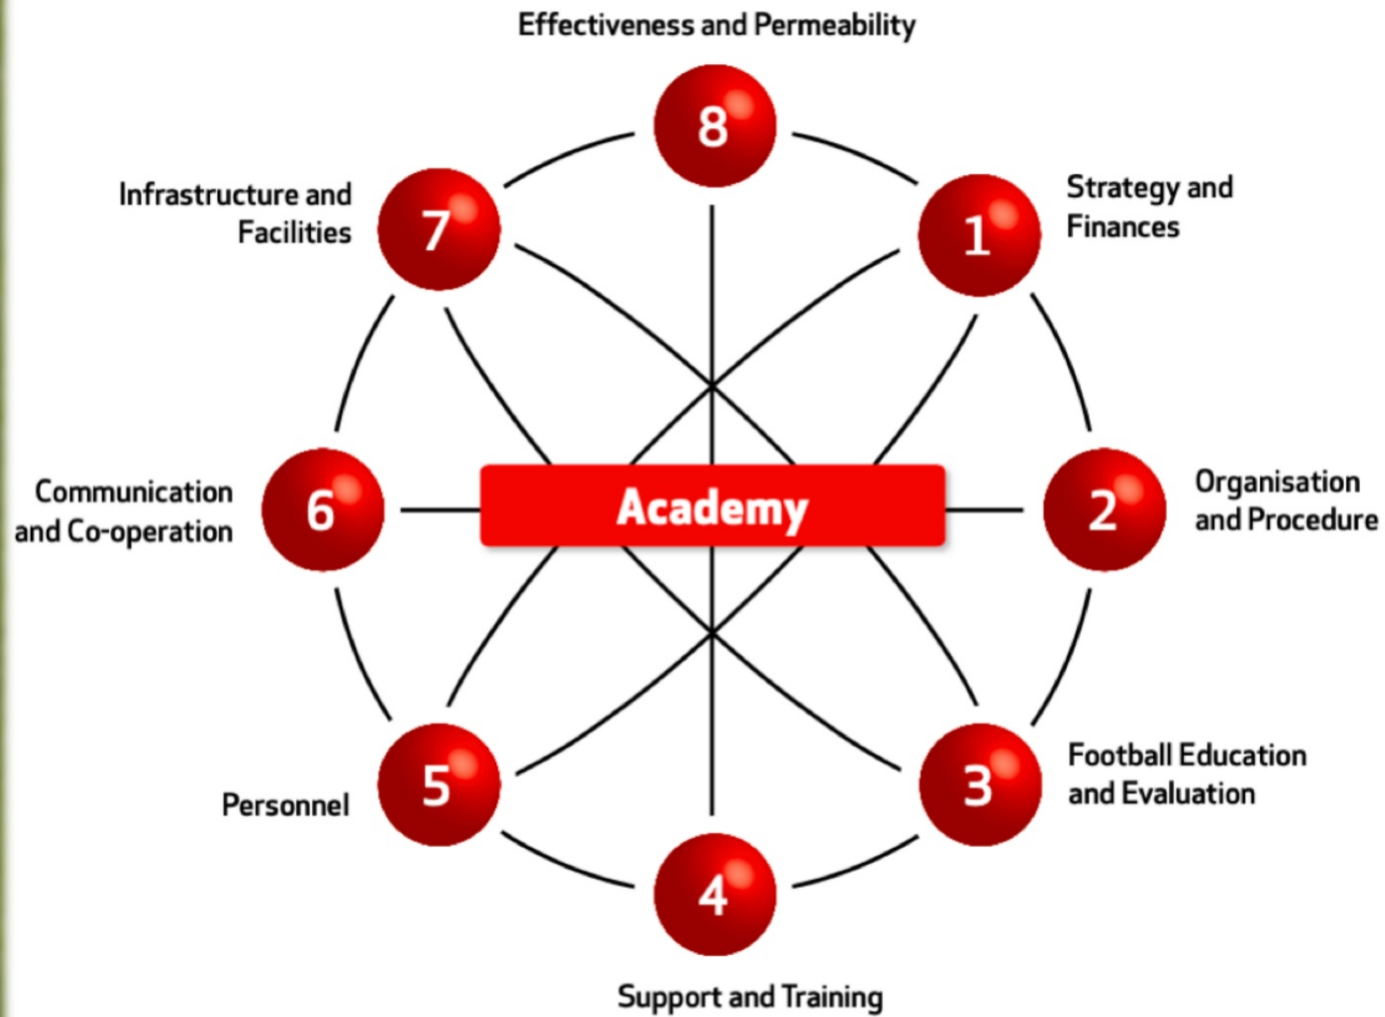 Effectiveness and Permeability
8
Infrastructure and
Facilities
7
1
Strategy and
Finances
Communication
and Co-operation
6
Academy
2
Organisation
and Procedure
Personnel
5
3
Football Education
and Evaluation
4
Support and Training